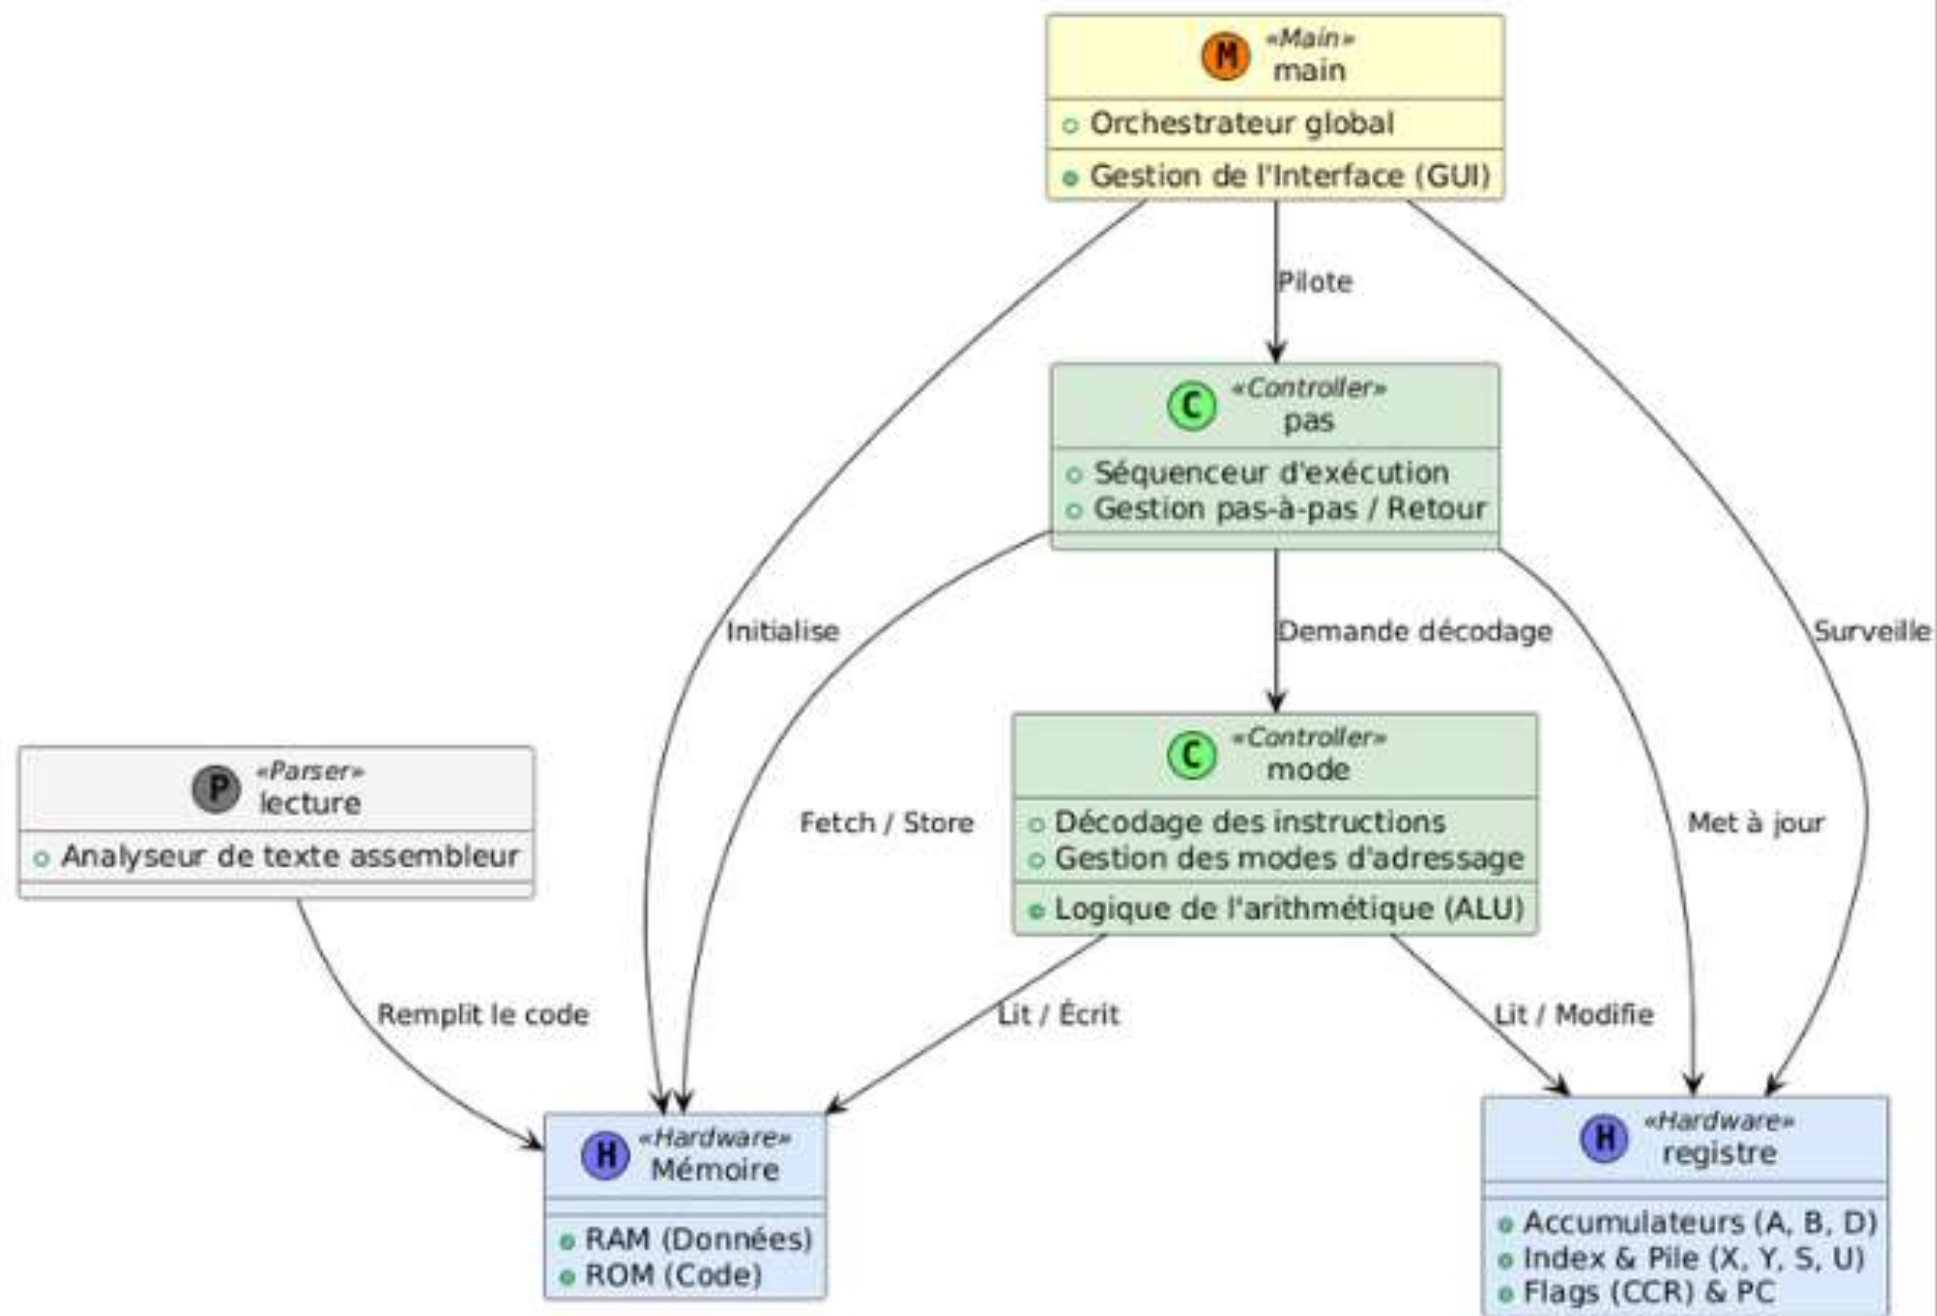 «Main»
M
main
Orchestrateur global
Gestion de l'Interface (GUI)
Pilote
«Controller»
C
pas
Séquenceur d'exécution
Gestion pas-à-pas / Retour
Initialise
Demande décodage
Surveille
«Controller»
C
mode
Décodage des instructions
Gestion des modes d'adressage
Logique de l'arithmétique (ALU)
«Parser»
P
lecture
Analyseur de texte assembleur
Fetch / Store
Met à jour
Remplit le code
Lit / Écrit
Lit / Modifie
«Hardware»
H
Mémoire
RAM (Données)
ROM (Code)
«Hardware»
H
registre
Accumulateurs (A, B, D)
Index & Pile (X, Y, S, U)
Flags (CCR) & PC